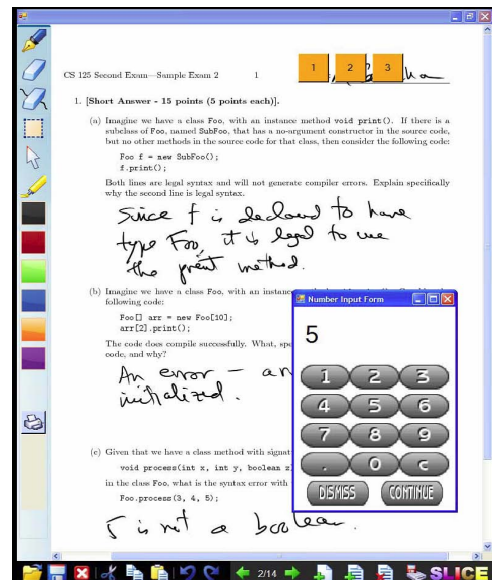 1 2 3
CS 125 Second Exam—Sample Exam 2 1
1. [Short Answer - 15 points (5 points each)].
(a) Imagine we have a class Foo, with an instance method void print(). If there is a
subclass of Foo, named SubFoo, that has a no-argument constructor in the source code,
but no other methods in the source code for that class, then consider the following code:
Foo f = new SubFoo();
f.print();
Both lines are legal syntax and will not generate compiler errors. Explain specifically
why the second line is legal syntax.
Since f is declared to have
type Foo, it is legal to use
the print method.
(b) Imagine we have a class Foo, with an instance
following code:
Foo[] arr = new Foo[10];
arr[2].print();
The code does compile successfully. What, spe
code, and why?
An error - an
initialized.
(c) Given that we have a class method with signat
void process(int x, int y, boolean z)
in the class Foo, what is the syntax error with
Foo.process(3, 4, 5);
5 is not a boolean.
Number Input Form
5
1 2 3
4 5 6
7 8 9
. 0 C
DISMISS CONTINUE
2/14 SLICE